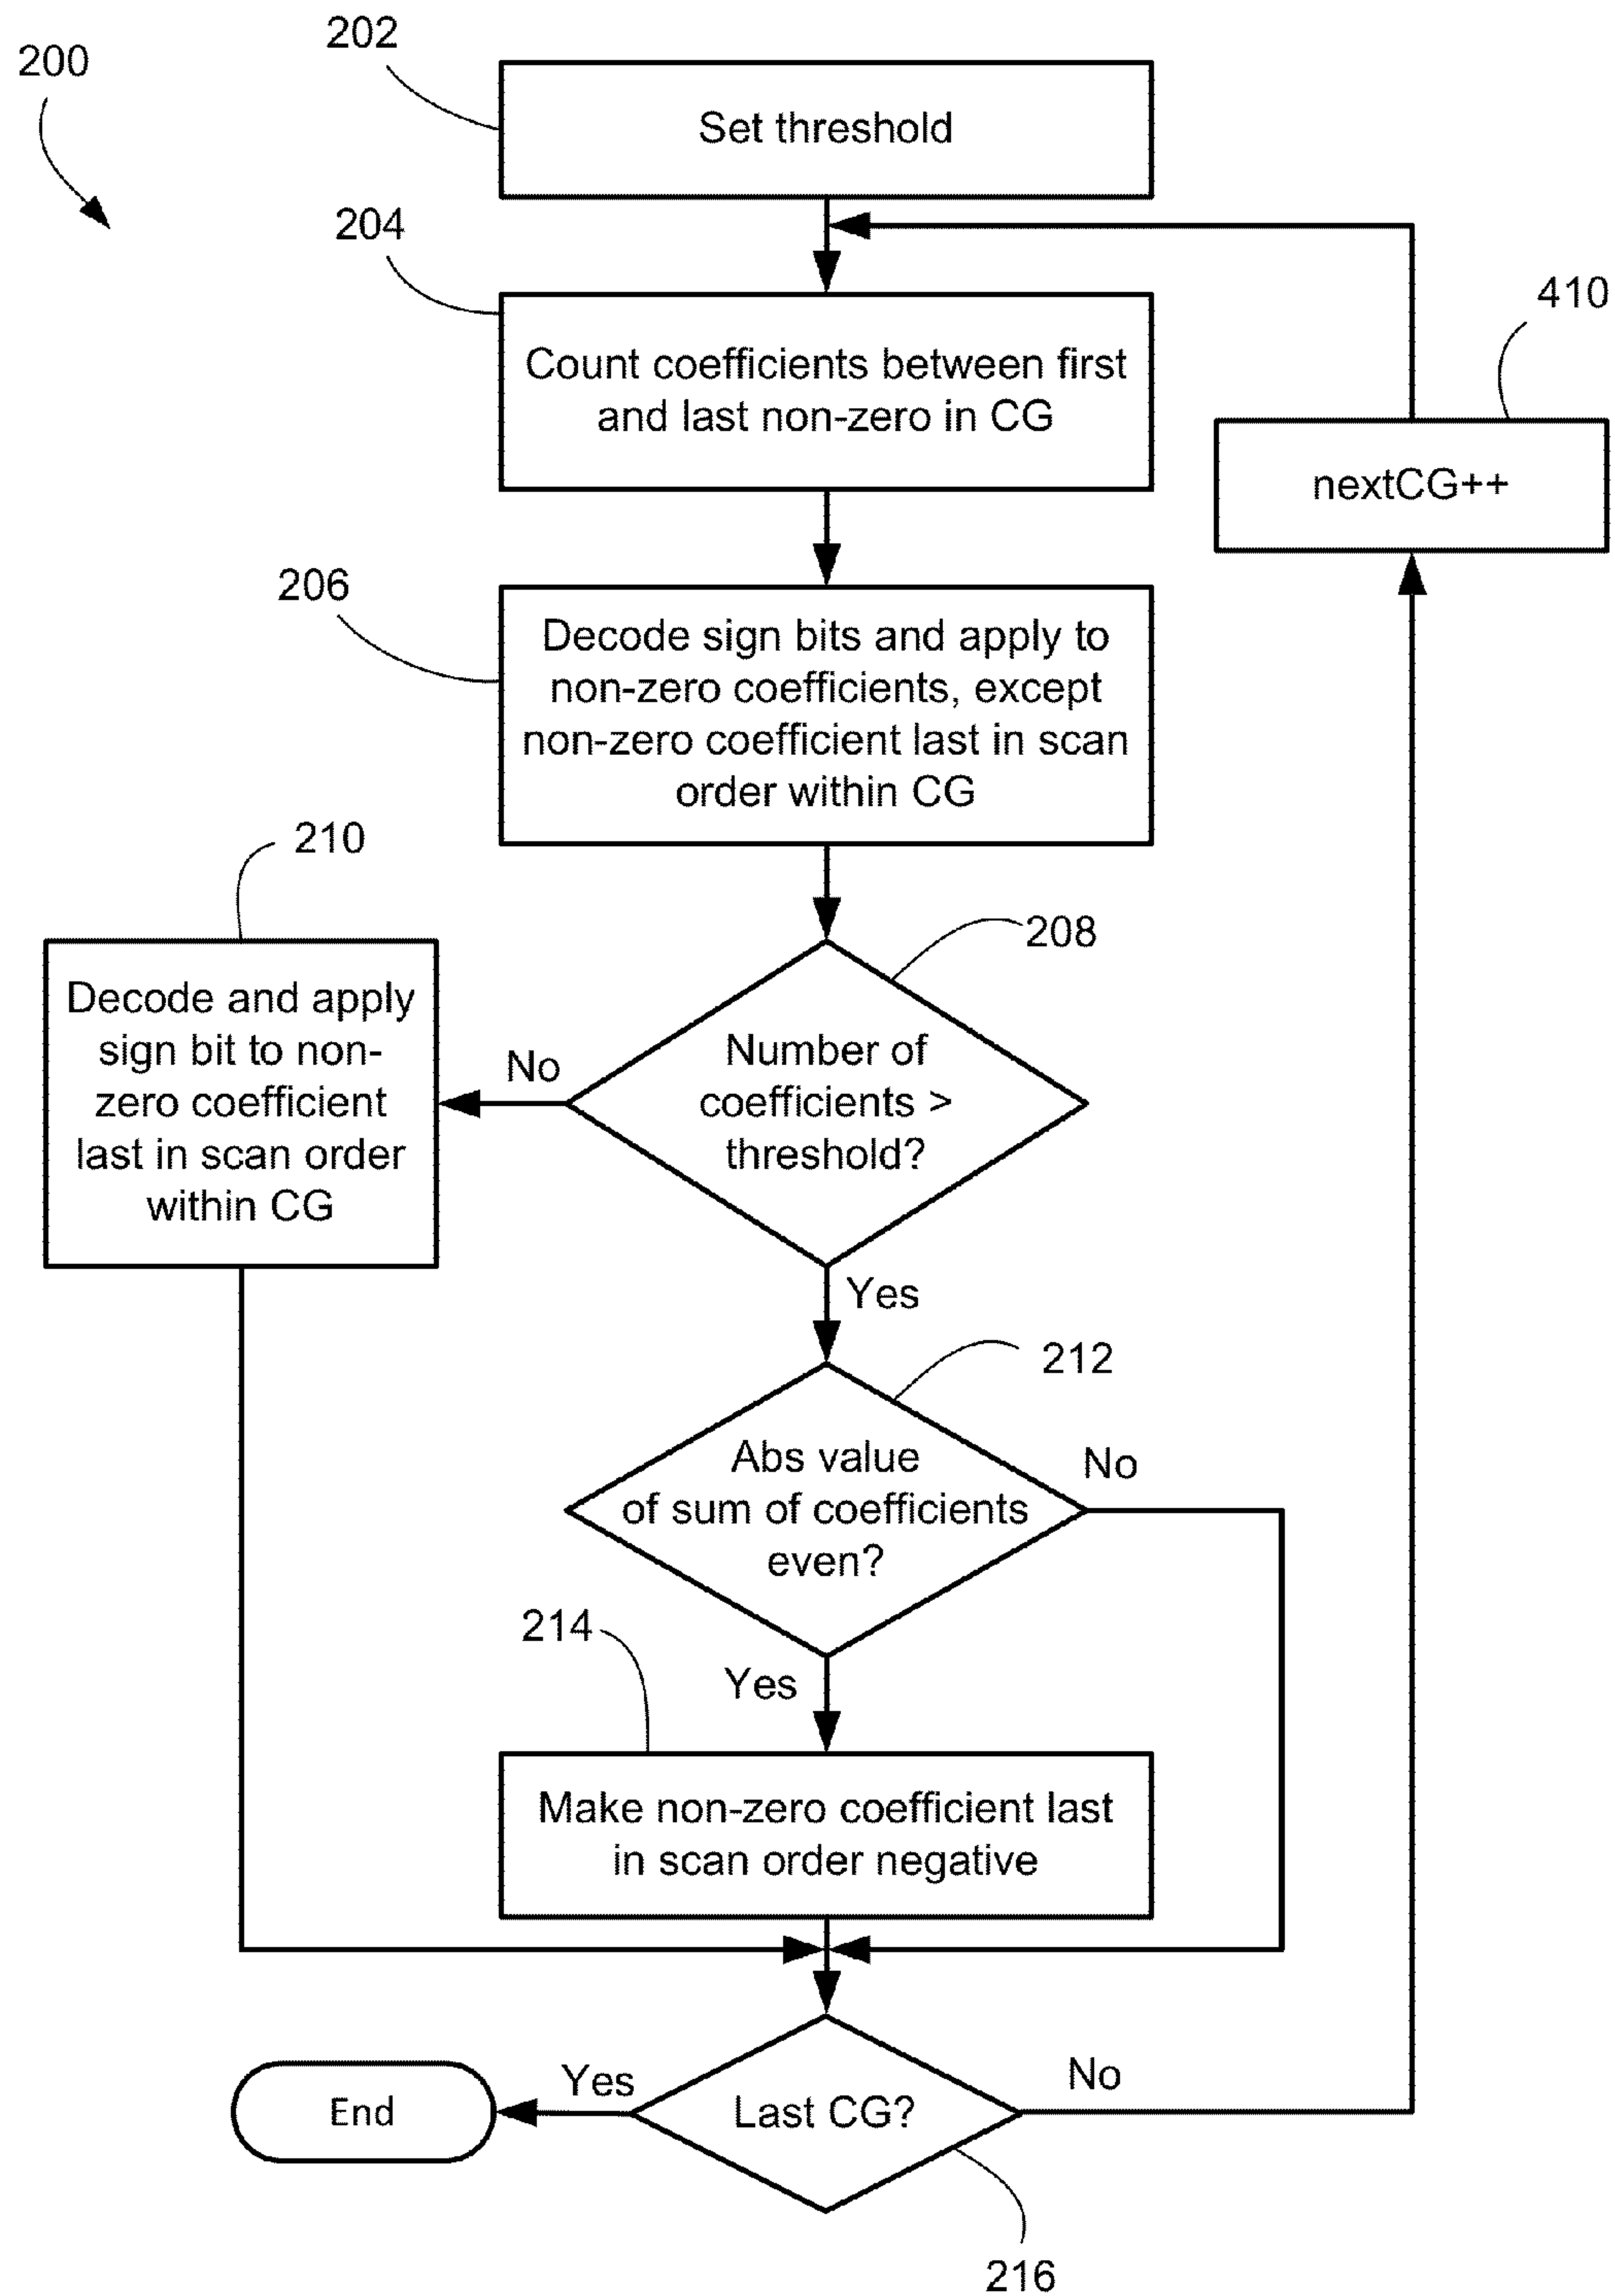 200
202
Set threshold
204
Count coefficients between first
and last non-zero in CG
410
nextCG++
206
Decode sign bits and apply to
non-zero coefficients, except
non-zero coefficient last in scan
order within CG
210
Decode and apply
sign bit to non-
zero coefficient
last in scan order
within CG
208
Number of
coefficients >
threshold?
No
Yes
212
Abs value
of sum of coefficients
even?
No
214
Yes
Make non-zero coefficient last
in scan order negative
End
Yes
Last CG?
No
216